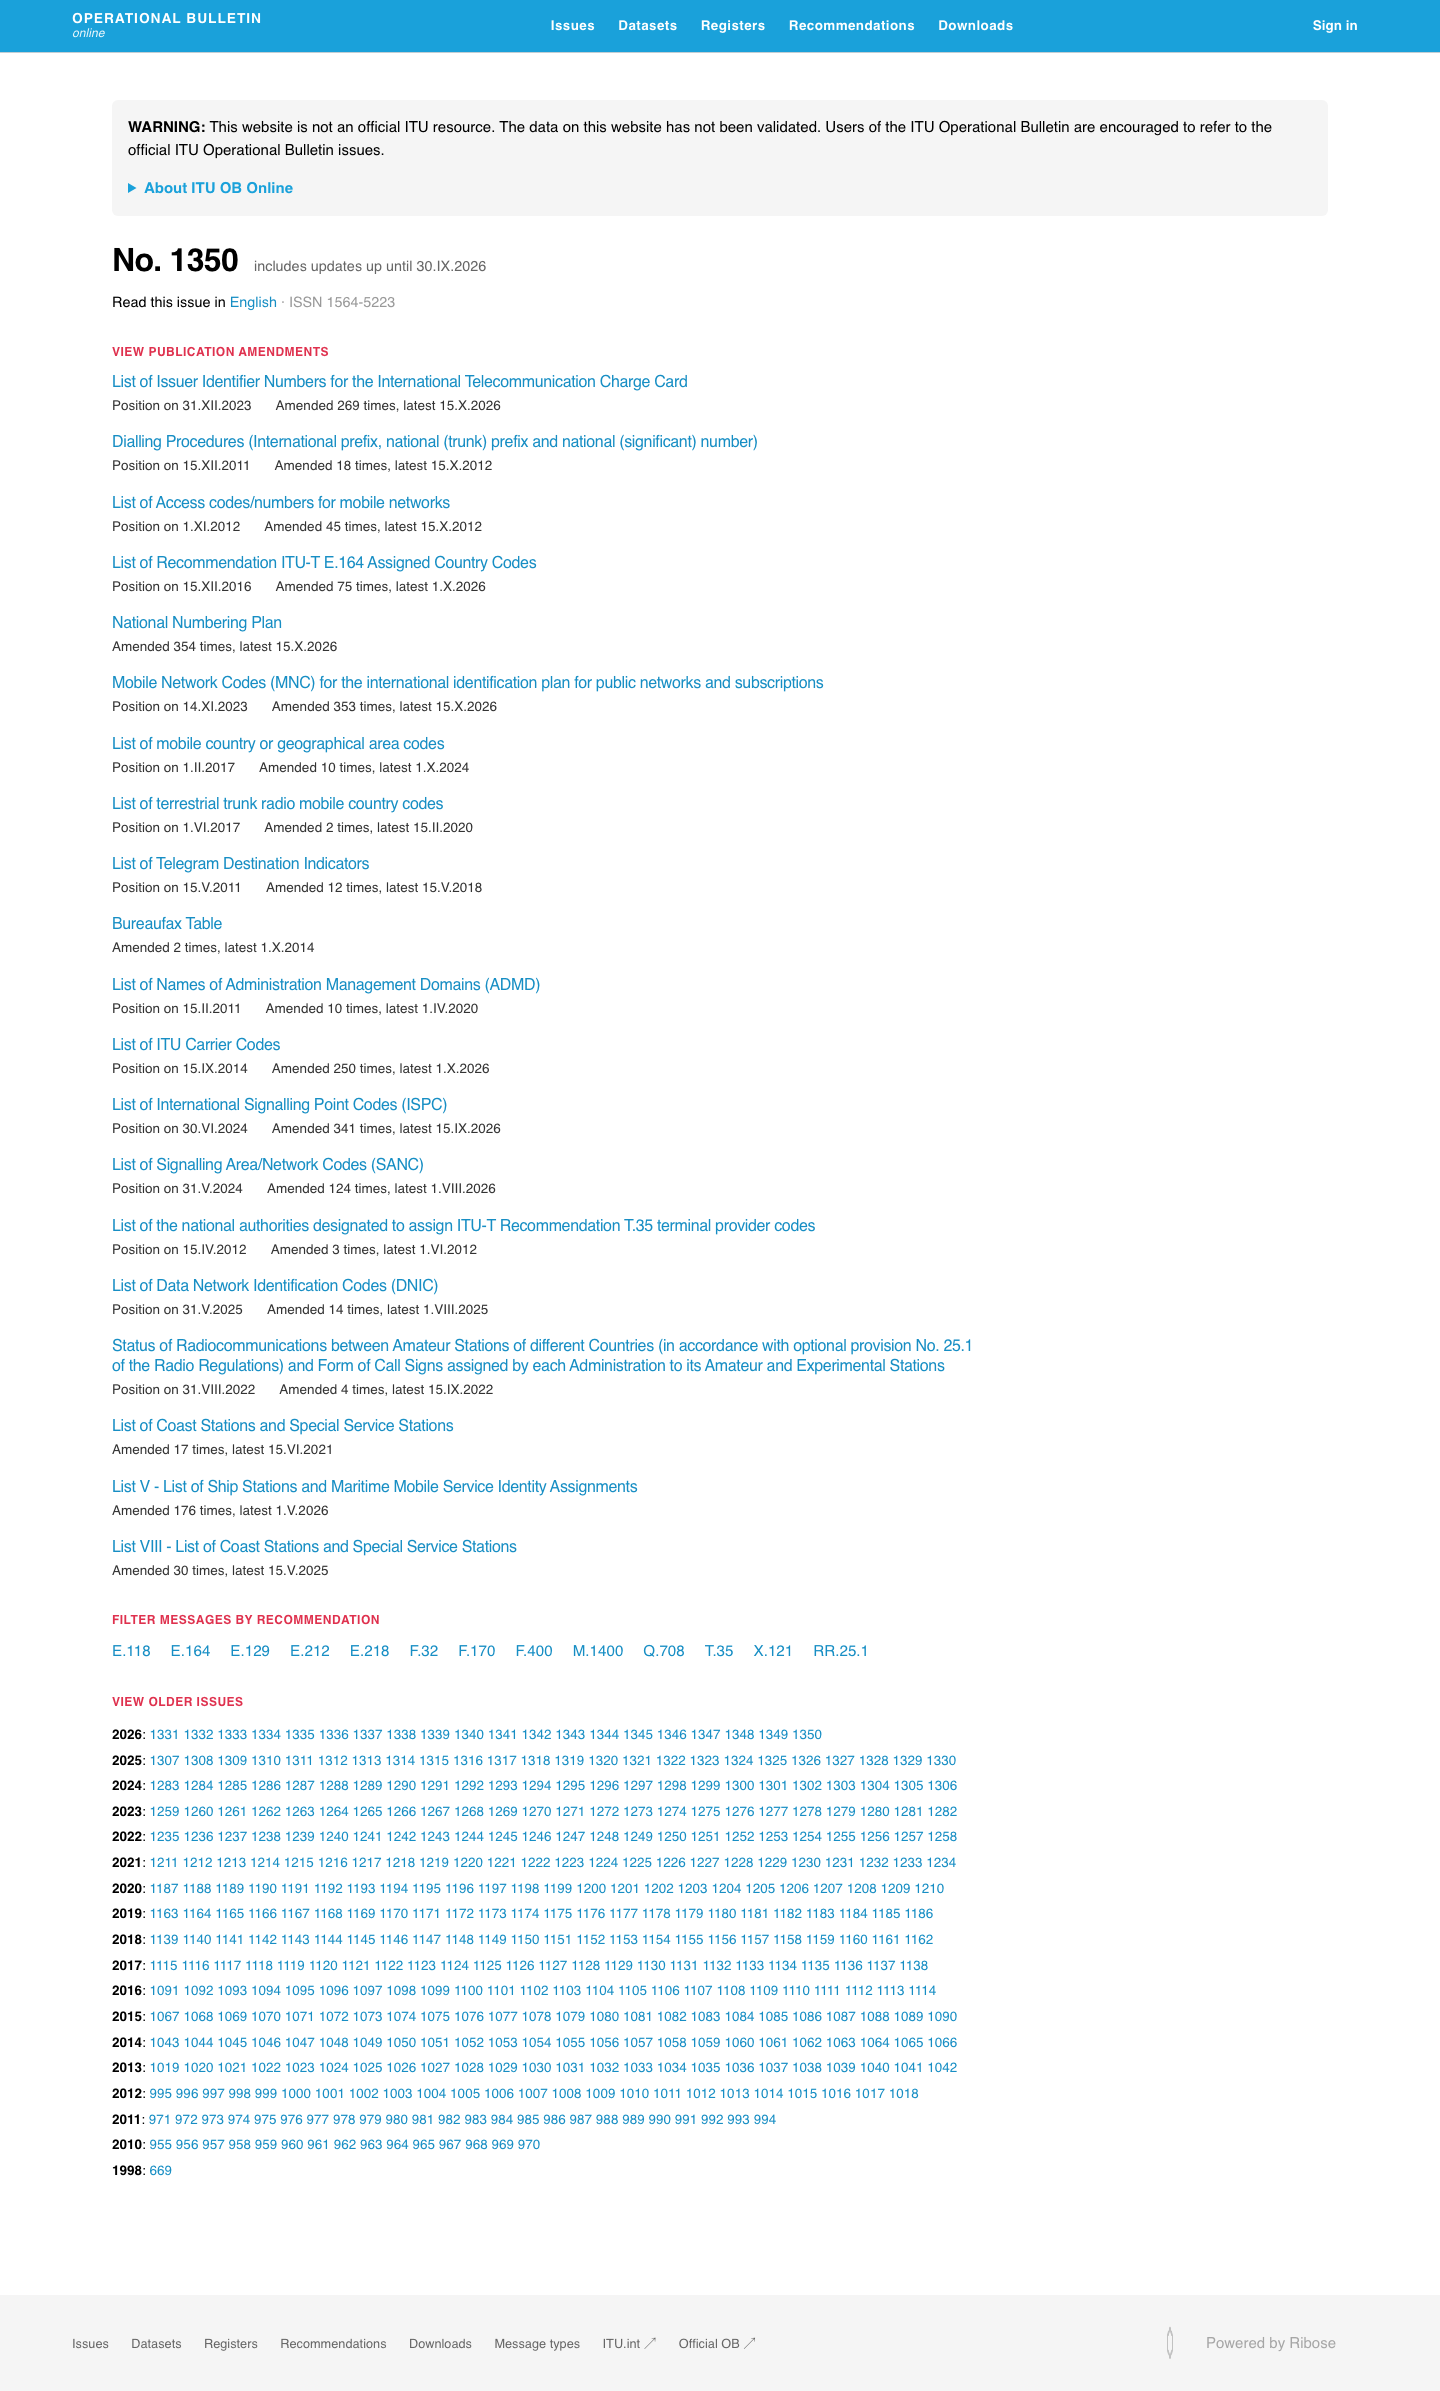 OPERATIONAL BULLETIN
online
Issues Datasets Registers Recommendations Downloads
Sign in
WARNING: This website is not an official ITU resource. The data on this website has not been validated. Users of the ITU Operational Bulletin are encouraged to refer to the
official ITU Operational Bulletin issues.
About ITU OB Online
No. 1350 includes updates up until 30.IX.2026
Read this issue in English · ISSN 1564-5223
VIEW PUBLICATION AMENDMENTS
List of Issuer Identifier Numbers for the International Telecommunication Charge Card
Position on 31.XII.2023 Amended 269 times, latest 15.X.2026
Dialling Procedures (International prefix, national (trunk) prefix and national (significant) number)
Position on 15.XII.2011 Amended 18 times, latest 15.X.2012
List of Access codes/numbers for mobile networks
Position on 1.XI.2012 Amended 45 times, latest 15.X.2012
List of Recommendation ITU-T E.164 Assigned Country Codes
Position on 15.XII.2016 Amended 75 times, latest 1.X.2026
National Numbering Plan
Amended 354 times, latest 15.X.2026
Mobile Network Codes (MNC) for the international identification plan for public networks and subscriptions
Position on 14.XI.2023 Amended 353 times, latest 15.X.2026
List of mobile country or geographical area codes
Position on 1.II.2017 Amended 10 times, latest 1.X.2024
List of terrestrial trunk radio mobile country codes
Position on 1.VI.2017 Amended 2 times, latest 15.II.2020
List of Telegram Destination Indicators
Position on 15.V.2011 Amended 12 times, latest 15.V.2018
Bureaufax Table
Amended 2 times, latest 1.X.2014
List of Names of Administration Management Domains (ADMD)
Position on 15.II.2011 Amended 10 times, latest 1.IV.2020
List of ITU Carrier Codes
Position on 15.IX.2014 Amended 250 times, latest 1.X.2026
List of International Signalling Point Codes (ISPC)
Position on 30.VI.2024 Amended 341 times, latest 15.IX.2026
List of Signalling Area/Network Codes (SANC)
Position on 31.V.2024 Amended 124 times, latest 1.VIII.2026
List of the national authorities designated to assign ITU-T Recommendation T.35 terminal provider codes
Position on 15.IV.2012 Amended 3 times, latest 1.VI.2012
List of Data Network Identification Codes (DNIC)
Position on 31.V.2025 Amended 14 times, latest 1.VIII.2025
Status of Radiocommunications between Amateur Stations of different Countries (in accordance with optional provision No. 25.1
of the Radio Regulations) and Form of Call Signs assigned by each Administration to its Amateur and Experimental Stations
Position on 31.VIII.2022 Amended 4 times, latest 15.IX.2022
List of Coast Stations and Special Service Stations
Amended 17 times, latest 15.VI.2021
List V - List of Ship Stations and Maritime Mobile Service Identity Assignments
Amended 176 times, latest 1.V.2026
List VIII - List of Coast Stations and Special Service Stations
Amended 30 times, latest 15.V.2025
FILTER MESSAGES BY RECOMMENDATION
E.118 E.164 E.129 E.212 E.218 F.32 F.170 F.400 M.1400 Q.708 T.35 X.121 RR.25.1
VIEW OLDER ISSUES
2026: 1331 1332 1333 1334 1335 1336 1337 1338 1339 1340 1341 1342 1343 1344 1345 1346 1347 1348 1349 1350
2025: 1307 1308 1309 1310 1311 1312 1313 1314 1315 1316 1317 1318 1319 1320 1321 1322 1323 1324 1325 1326 1327 1328 1329 1330
2024: 1283 1284 1285 1286 1287 1288 1289 1290 1291 1292 1293 1294 1295 1296 1297 1298 1299 1300 1301 1302 1303 1304 1305 1306
2023: 1259 1260 1261 1262 1263 1264 1265 1266 1267 1268 1269 1270 1271 1272 1273 1274 1275 1276 1277 1278 1279 1280 1281 1282
2022: 1235 1236 1237 1238 1239 1240 1241 1242 1243 1244 1245 1246 1247 1248 1249 1250 1251 1252 1253 1254 1255 1256 1257 1258
2021: 1211 1212 1213 1214 1215 1216 1217 1218 1219 1220 1221 1222 1223 1224 1225 1226 1227 1228 1229 1230 1231 1232 1233 1234
2020: 1187 1188 1189 1190 1191 1192 1193 1194 1195 1196 1197 1198 1199 1200 1201 1202 1203 1204 1205 1206 1207 1208 1209 1210
2019: 1163 1164 1165 1166 1167 1168 1169 1170 1171 1172 1173 1174 1175 1176 1177 1178 1179 1180 1181 1182 1183 1184 1185 1186
2018: 1139 1140 1141 1142 1143 1144 1145 1146 1147 1148 1149 1150 1151 1152 1153 1154 1155 1156 1157 1158 1159 1160 1161 1162
2017: 1115 1116 1117 1118 1119 1120 1121 1122 1123 1124 1125 1126 1127 1128 1129 1130 1131 1132 1133 1134 1135 1136 1137 1138
2016: 1091 1092 1093 1094 1095 1096 1097 1098 1099 1100 1101 1102 1103 1104 1105 1106 1107 1108 1109 1110 1111 1112 1113 1114
2015: 1067 1068 1069 1070 1071 1072 1073 1074 1075 1076 1077 1078 1079 1080 1081 1082 1083 1084 1085 1086 1087 1088 1089 1090
2014: 1043 1044 1045 1046 1047 1048 1049 1050 1051 1052 1053 1054 1055 1056 1057 1058 1059 1060 1061 1062 1063 1064 1065 1066
2013: 1019 1020 1021 1022 1023 1024 1025 1026 1027 1028 1029 1030 1031 1032 1033 1034 1035 1036 1037 1038 1039 1040 1041 1042
2012: 995 996 997 998 999 1000 1001 1002 1003 1004 1005 1006 1007 1008 1009 1010 1011 1012 1013 1014 1015 1016 1017 1018
2011: 971 972 973 974 975 976 977 978 979 980 981 982 983 984 985 986 987 988 989 990 991 992 993 994
2010: 955 956 957 958 959 960 961 962 963 964 965 967 968 969 970
1998: 669
Issues Datasets Registers Recommendations Downloads Message types ITU.int Official OB
Powered by Ribose